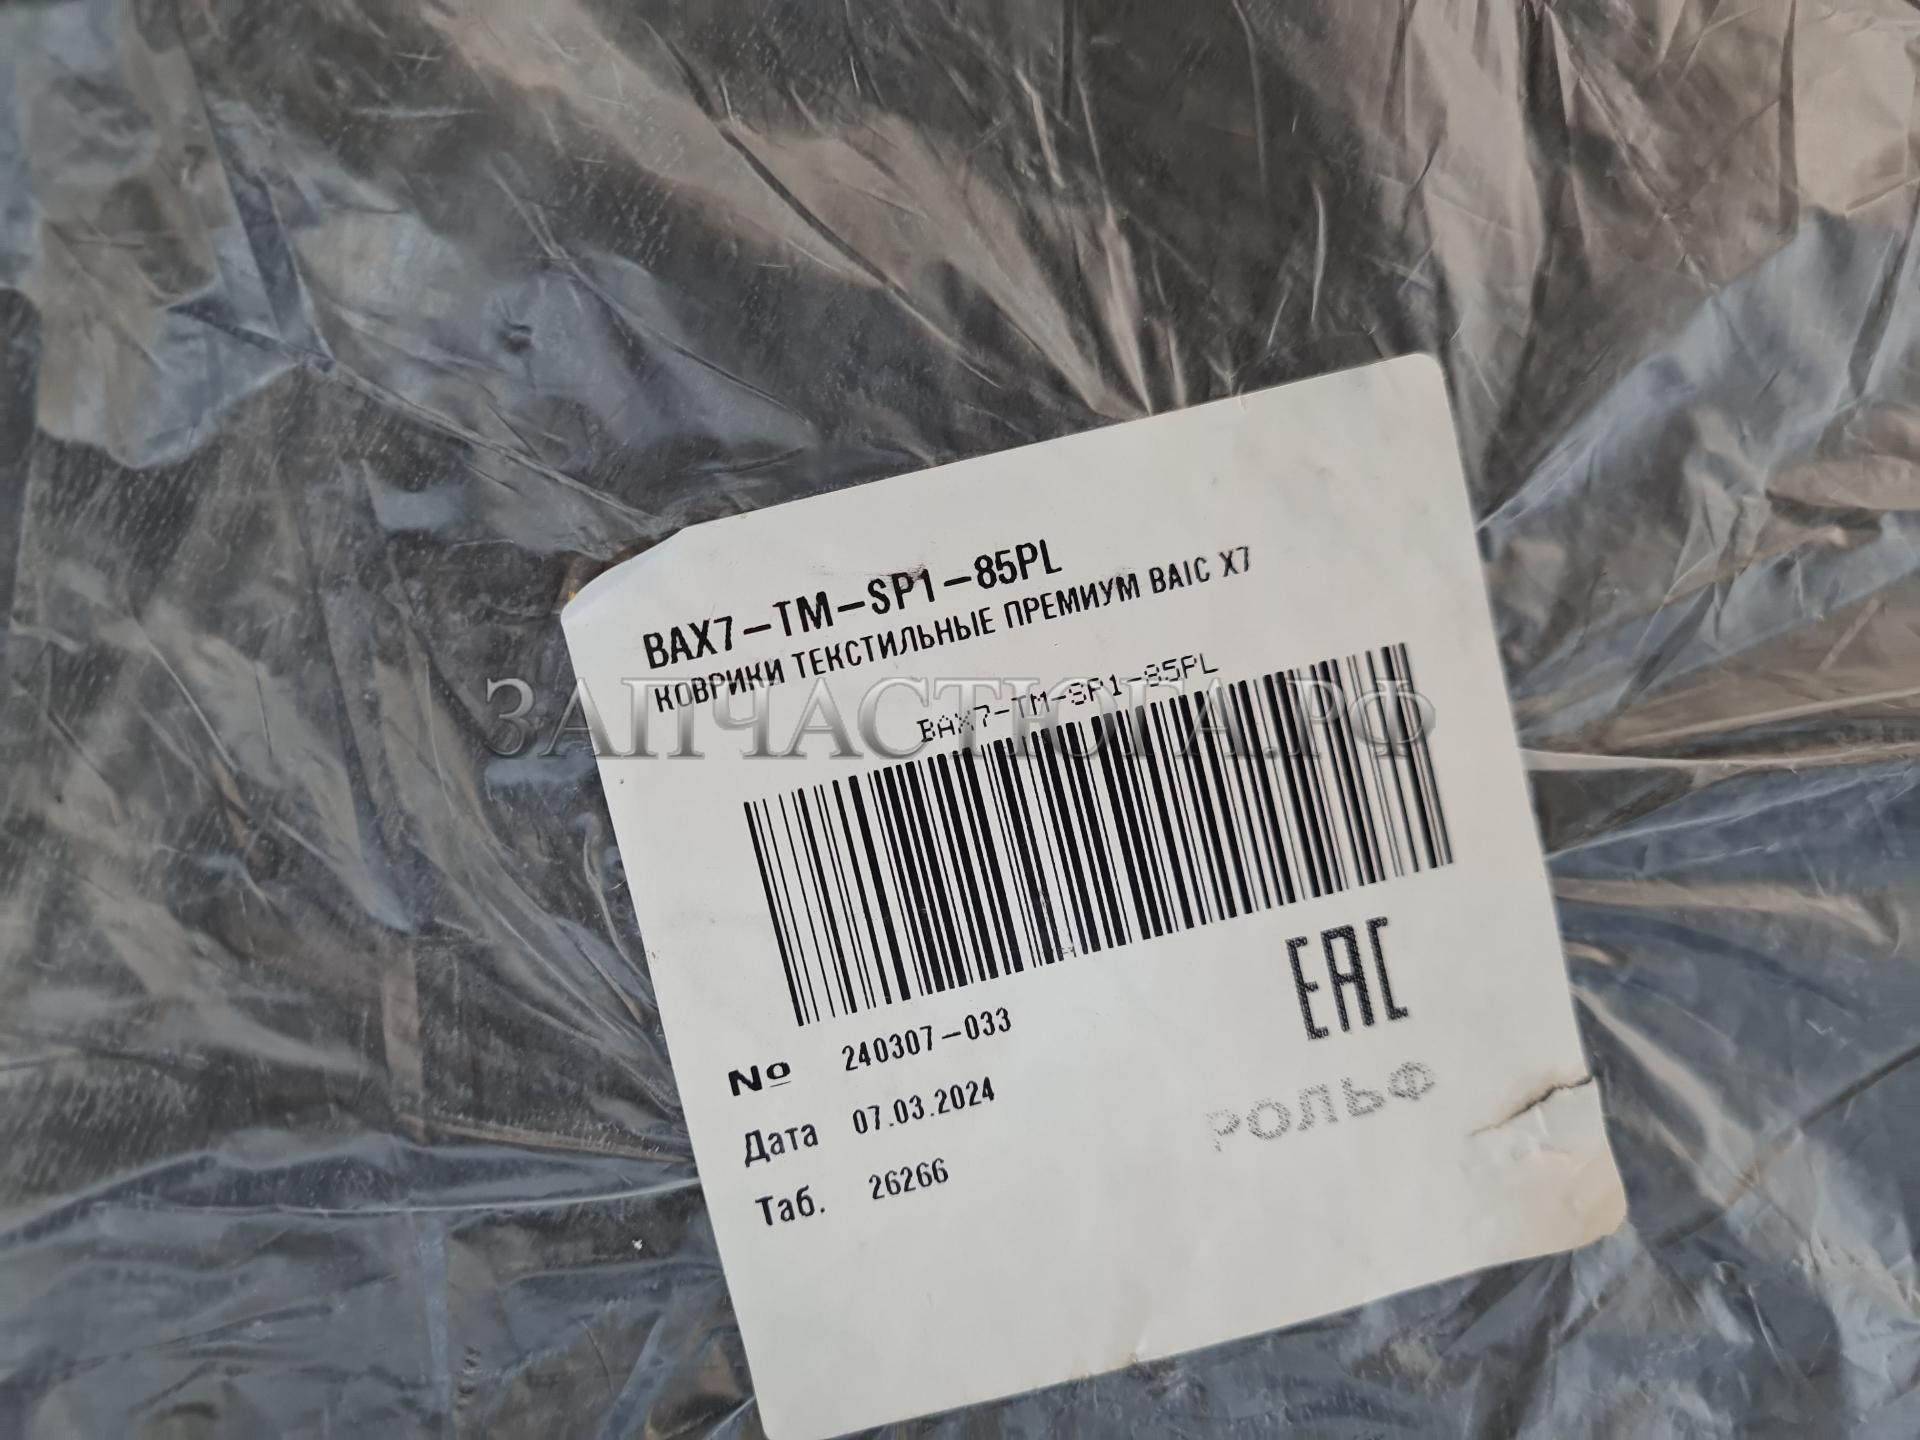 BAX7-TM-SP1-85PL
КОВРИКИ ТЕКСТИЛЬНЫЕ ПРЕМИУМ BAIC X7
BAX7-TM-SP1-85PL
ЗАПЧАСТЮГА.РФ
№ 240307-033
Дата 07.03.2024
Таб. 26266
EAC
РОЛЬФ